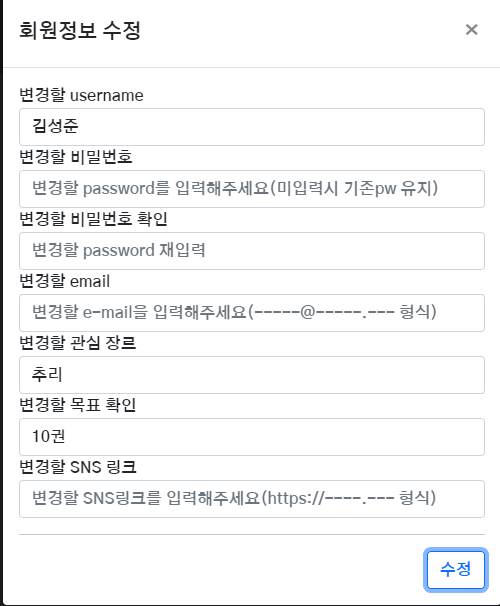 회원정보 수정 ×
변경할 username
김성준
변경할 비밀번호
변경할 password를 입력해주세요(미입력시 기존pw 유지)
변경할 비밀번호 확인
변경할 password 재입력
변경할 email
변경할 e-mail을 입력해주세요(-----@-----.--- 형식)
변경할 관심 장르
추리
변경할 목표 확인
10권
변경할 SNS 링크
변경할 SNS링크를 입력해주세요(https://----.--- 형식)
수정